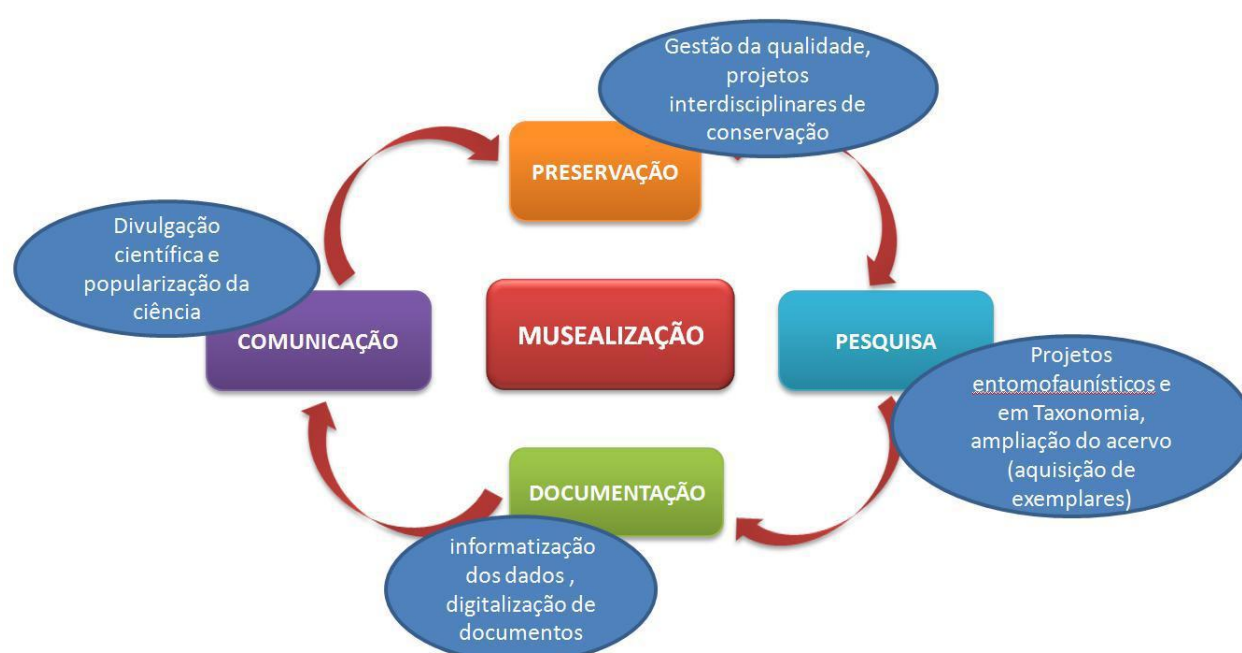 Gestão da qualidade,
projetos
interdisciplinares de
conservação
PRESERVAÇÃO
Divulgação
científica e
popularização da
ciência
COMUNICAÇÃO
MUSEALIZAÇÃO
PESQUISA
Projetos
entomofaunísticos e
em Taxonomia,
ampliação do acervo
(aquisição de
exemplares)
DOCUMENTAÇÃO
informatização
dos dados ,
digitalização de
documentos